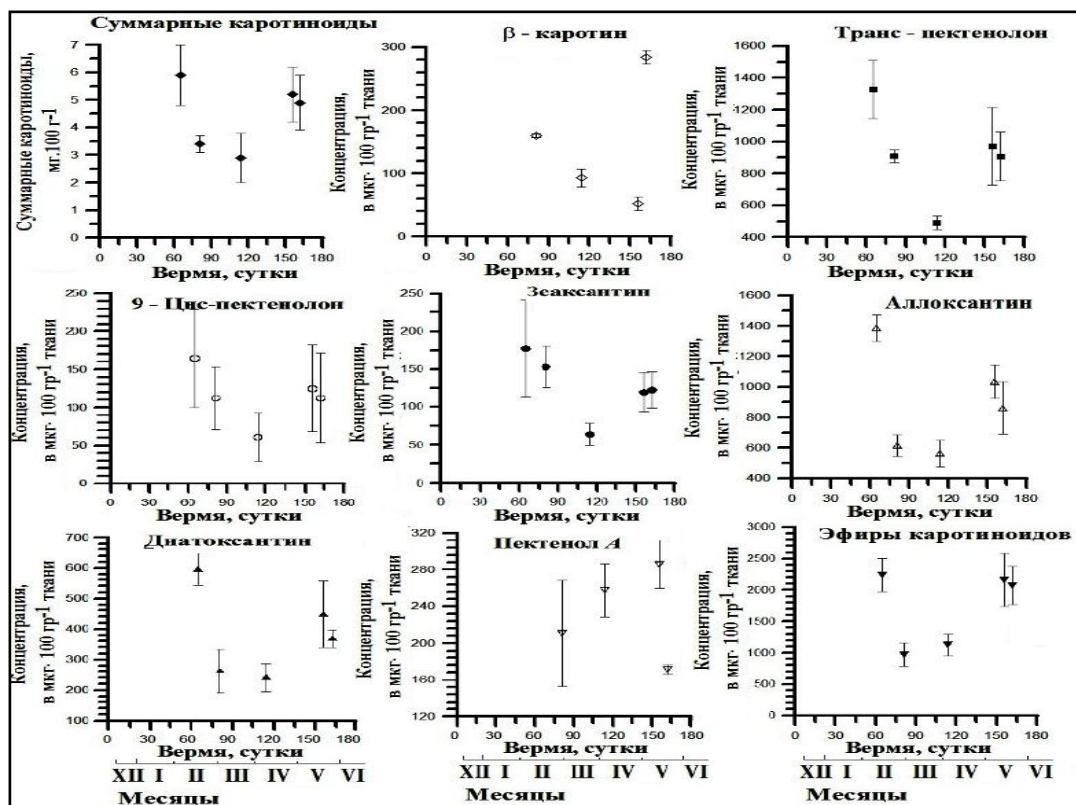 Суммарные каротиноиды
β - каротин
Транс - пектенолон
Суммарные каротиноиды,
мг.100 г-1
7
6
5
4
3
2
1
0
0 30 60 90 120 150 180
Вермя, сутки
Концентрация,
в мкг· 100 гр-1 ткани
300
200
100
0
0 30 60 90 120 150 180
Вермя, сутки
Концентрация,
в мкг· 100 гр-1 ткани
1600
1400
1200
1000
800
600
400
0 30 60 90 120 150 180
Вермя, сутки
9 - Цис-пектенолон
Зеаксантин
Аллоксантин
Концентрация,
в мкг· 100 гр-1 ткани
250
200
150
100
50
0
0 30 60 90 120 150 180
Вермя, сутки
Концентрация,
в мкг· 100 гр-1 ткани
250
200
150
100
50
0
0 30 60 90 120 150 180
Вермя, сутки
Концентрация,
в мкг· 100 гр-1 ткани
1600
1400
1200
1000
800
600
400
0 30 60 90 120 150 180
Вермя, сутки
Диатоксантин
Пектенол А
Эфиры каротиноидов
Концентрация,
в мкг· 100 гр-1 ткани
700
600
500
400
300
200
100
0 30 60 90 120 150 180
Вермя, сутки
XII I II III IV V VI
Месяцы
Концентрация,
в мкг· 100 гр-1 ткани
320
280
240
200
160
120
0 30 60 90 120 150 180
Вермя, сутки
XII I II III IV V VI
Месяцы
Концентрация,
в мкг· 100 гр-1 ткани
3000
2500
2000
1500
1000
500
0
0 30 60 90 120 150 180
Вермя, сутки
XII I II III IV V VI
Месяцы